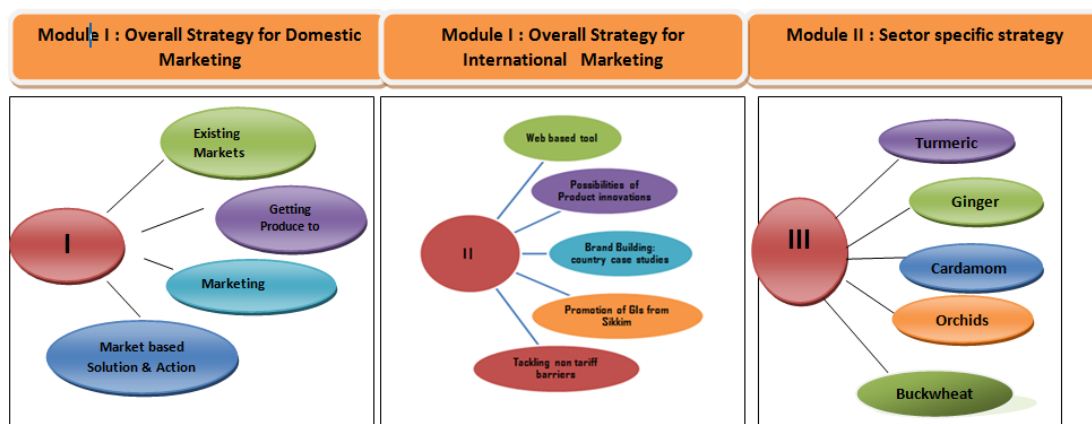 Module I : Overall Strategy for Domestic
Marketing
Module I : Overall Strategy for
International Marketing
Module II : Sector specific strategy
I
Existing
Markets
Getting
Produce to
Marketing
Market based
Solution & Action
II
Web based tool
Possibilities of
Product innovations
Brand Building:
country case studies
Promotion of GIs from
Sikkim
Tackling non tariff
barriers
III
Turmeric
Ginger
Cardamom
Orchids
Buckwheat